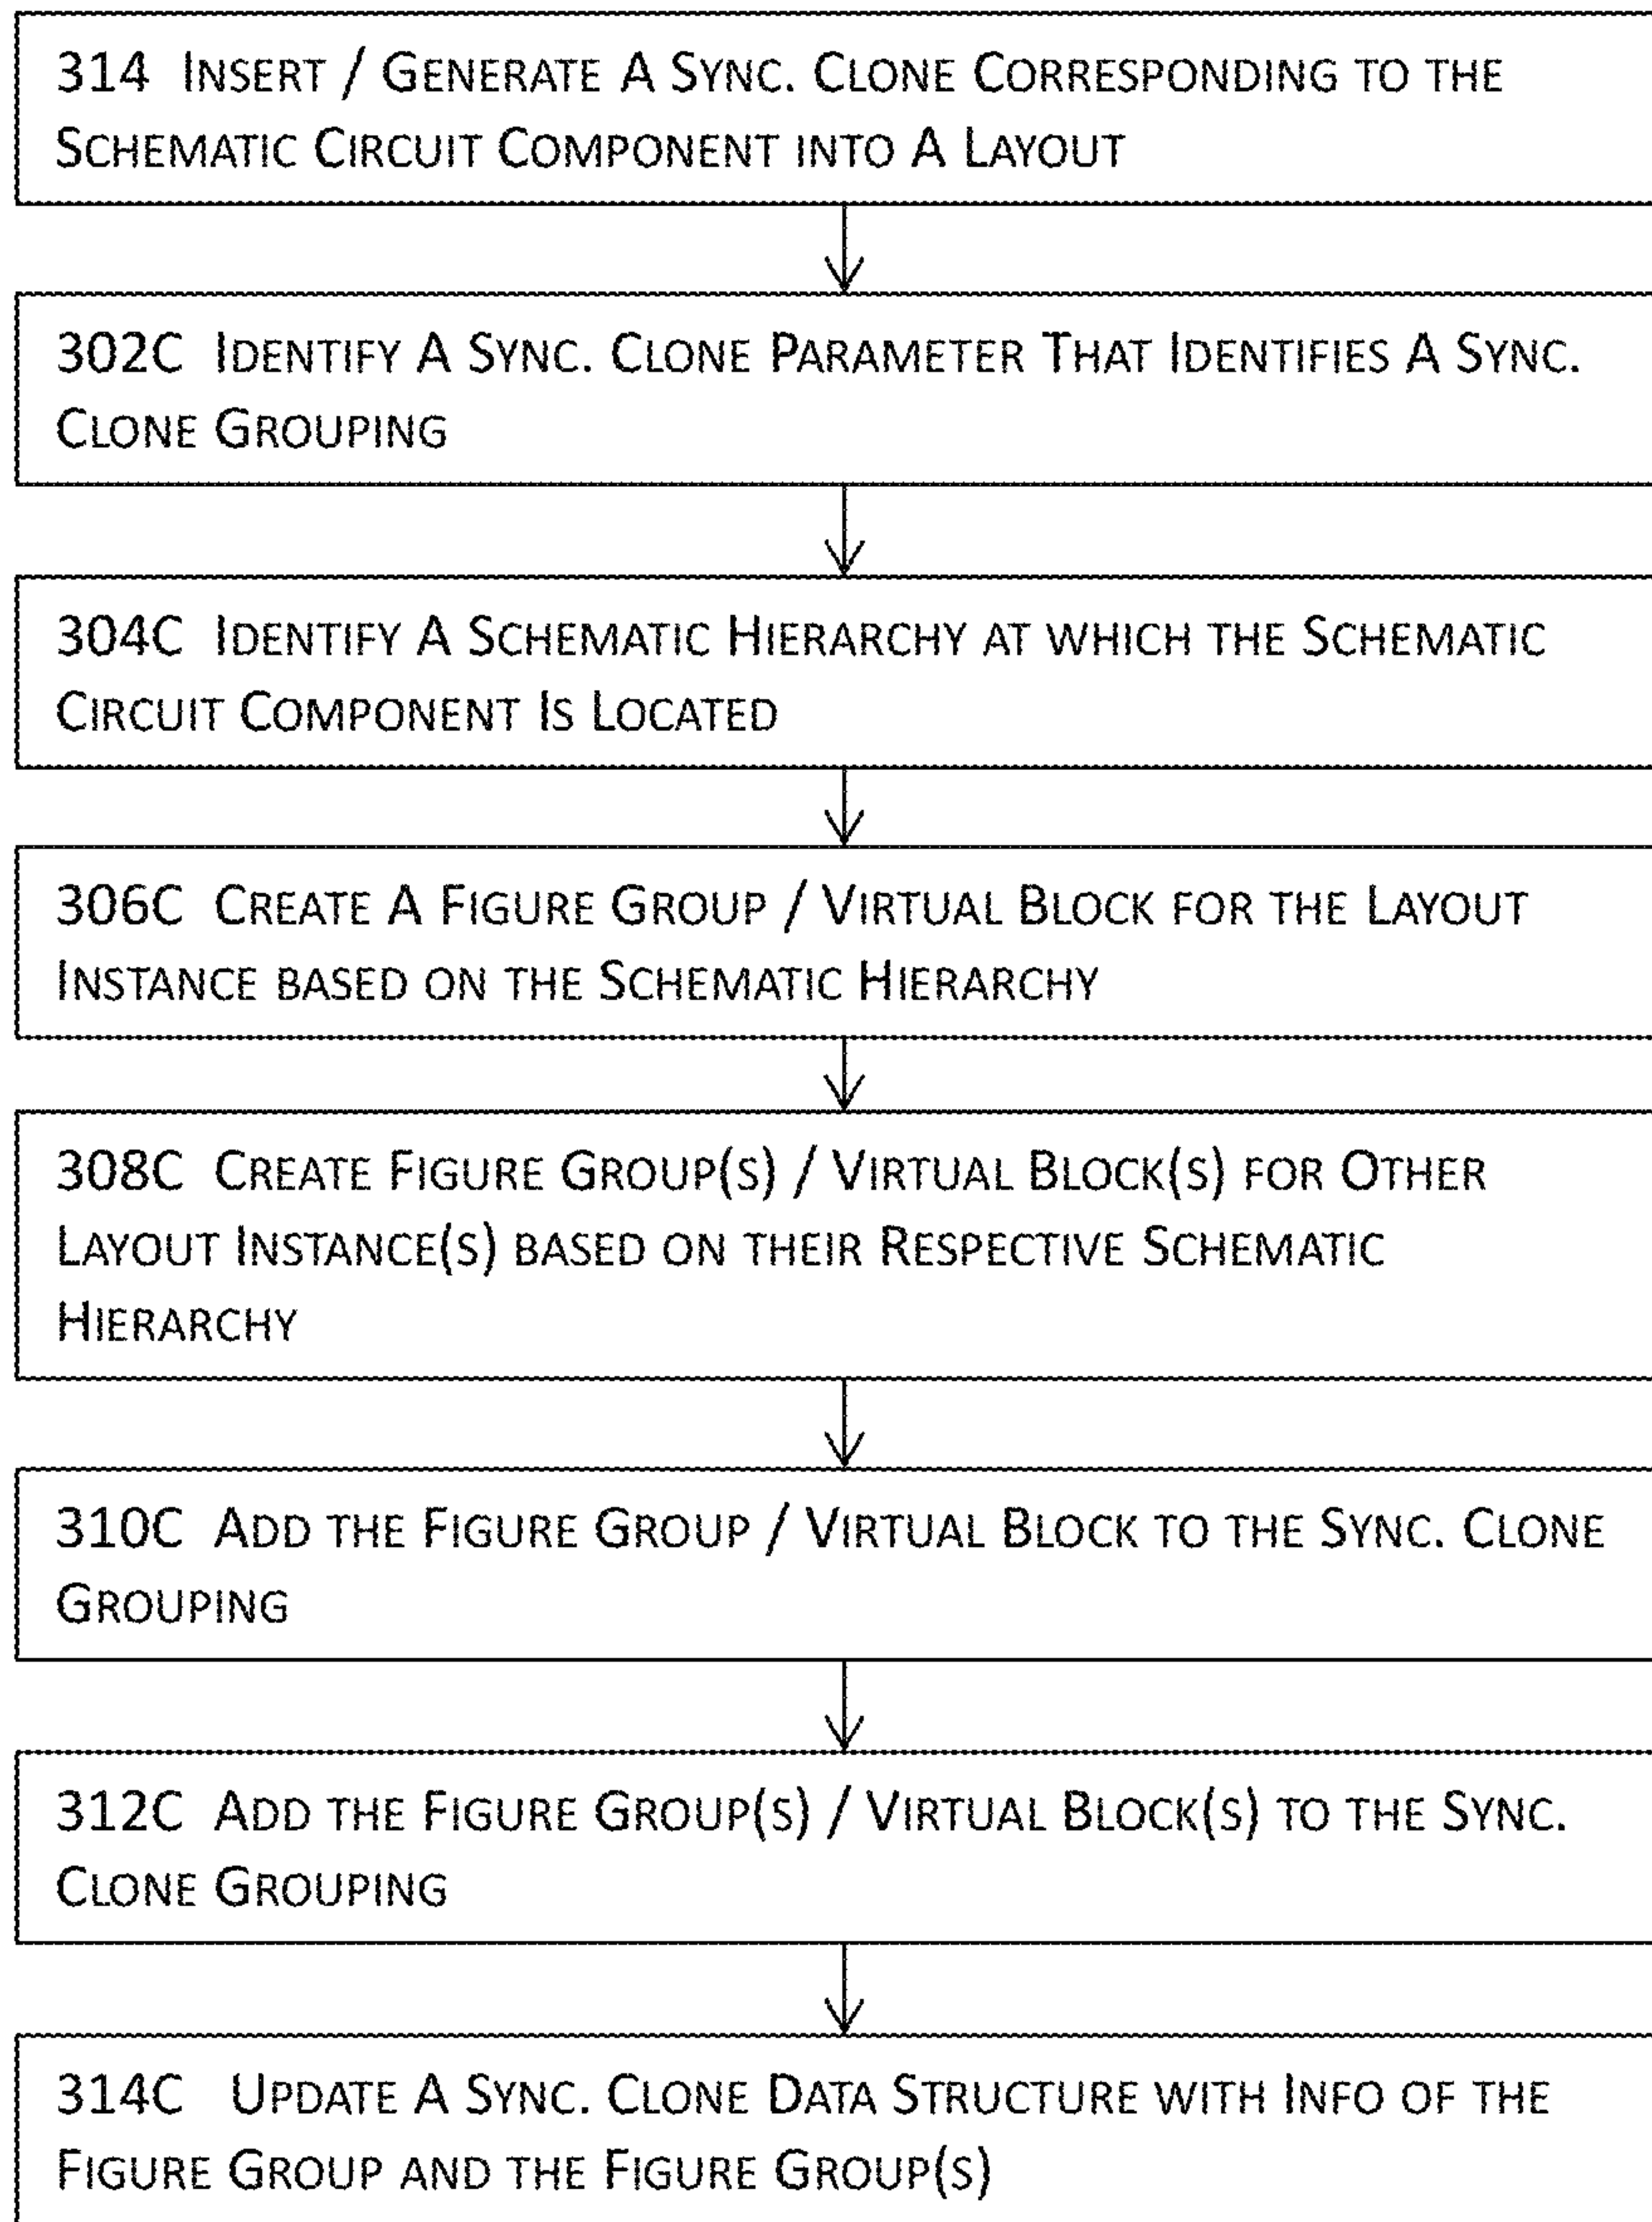 314 Insert / Generate A Sync. Clone Corresponding to the
Schematic Circuit Component into A Layout
302C Identify A Sync. Clone Parameter That Identifies A Sync.
Clone Grouping
304C Identify A Schematic Hierarchy at which the Schematic
Circuit Component Is Located
306C Create A Figure Group / Virtual Block for the Layout
Instance based on the Schematic Hierarchy
308C Create Figure Group(s) / Virtual Block(s) for Other
Layout Instance(s) based on their Respective Schematic
Hierarchy
310C Add the Figure Group / Virtual Block to the Sync. Clone
Grouping
312C Add the Figure Group(s) / Virtual Block(s) to the Sync.
Clone Grouping
314C Update A Sync. Clone Data Structure with Info of the
Figure Group and the Figure Group(s)